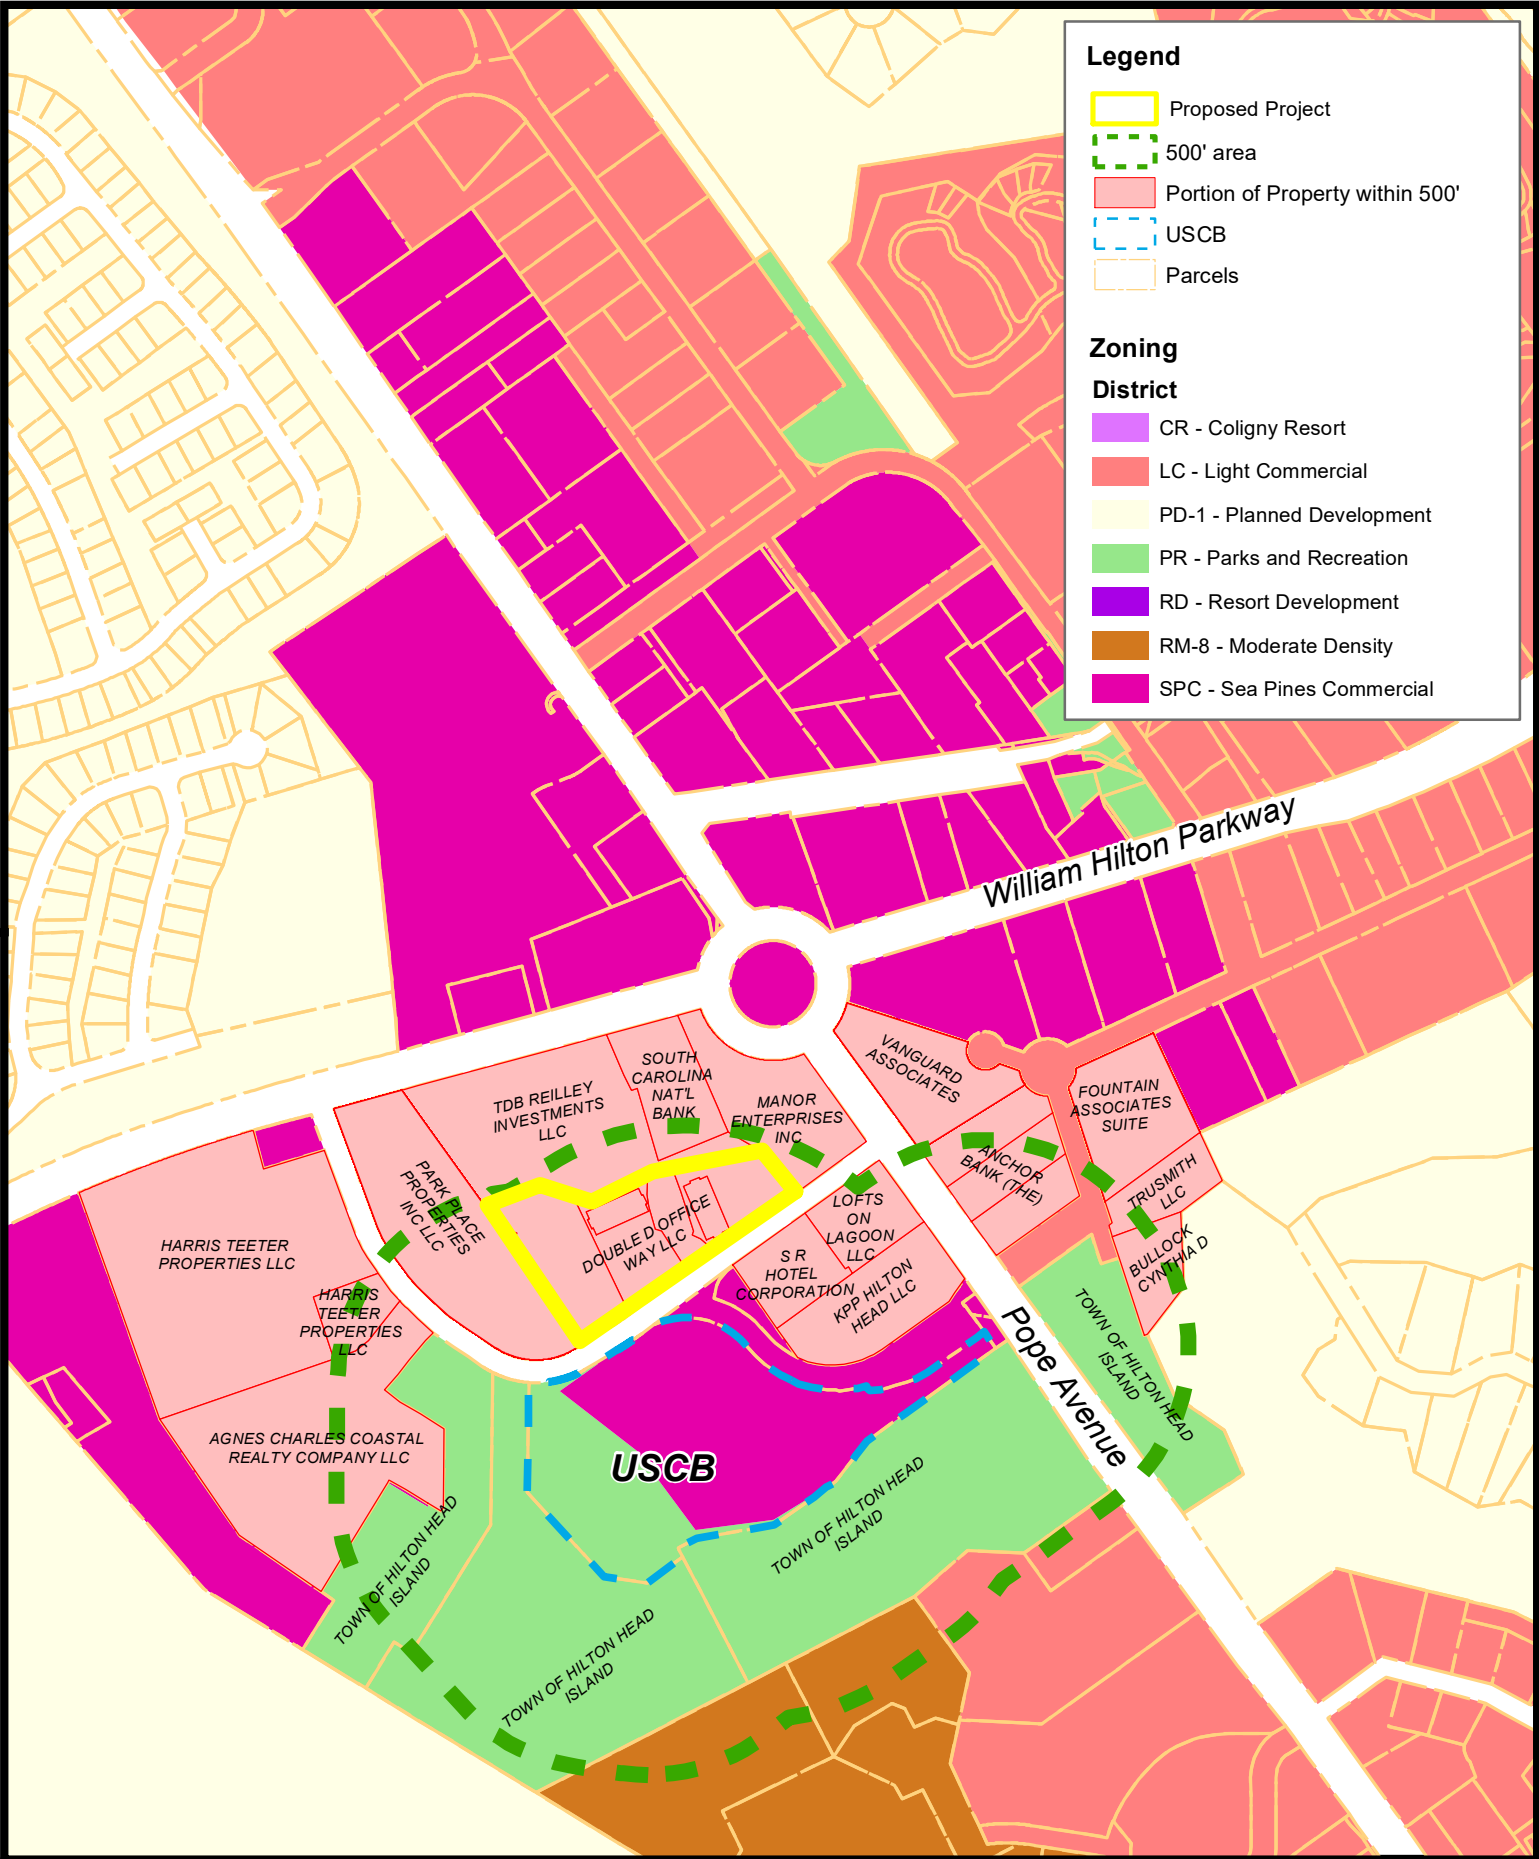 Legend
Proposed Project
500' area
Portion of Property within 500'
USCB
Parcels
Zoning
District
CR - Coligny Resort
LC - Light Commercial
PD-1 - Planned Development
PR - Parks and Recreation
RD - Resort Development
RM-8 - Moderate Density
SPC - Sea Pines Commercial
William Hilton Parkway
SOUTH
CAROLINA
NAT'L
BANK
TDB REILLEY
INVESTMENTS
LLC
MANOR
ENTERPRISES
INC
VANGUARD
ASSOCIATES
FOUNTAIN
ASSOCIATES
SUITE
ANCHOR
BANK (THE)
TRUSMITH
LLC
PARK PLACE
PROPERTIES
INC LLC
DOUBLE D OFFICE
WAY LLC
LOFTS
ON
LAGOON
LLC
S R
HOTEL
CORPORATION
KPP HILTON
HEAD LLC
BULLOCK
CYNTHIA D
HARRIS TEETER
PROPERTIES LLC
HARRIS
TEETER
PROPERTIES
LLC
TOWN OF HILTON HEAD
ISLAND
Pope Avenue
AGNES CHARLES COASTAL
REALTY COMPANY LLC
USCB
TOWN OF HILTON HEAD
ISLAND
TOWN OF HILTON HEAD
ISLAND
TOWN OF HILTON HEAD
ISLAND